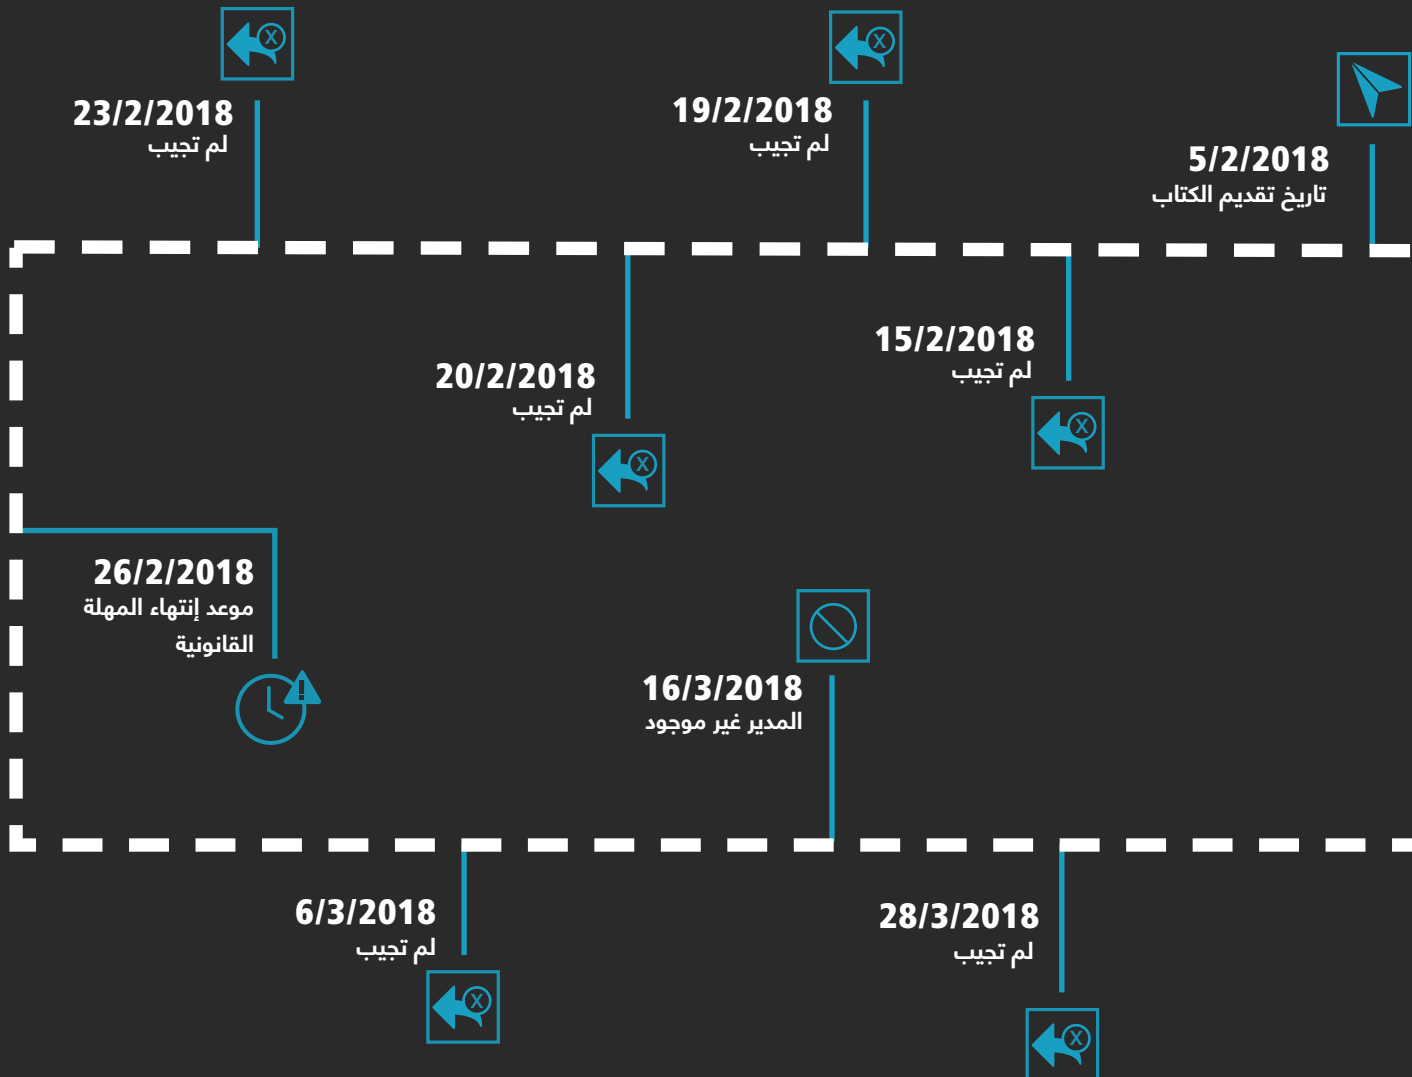 5/2/2018
تاريخ تقديم الكتاب
15/2/2018
لم تجيب
19/2/2018
لم تجيب
20/2/2018
لم تجيب
23/2/2018
لم تجيب
26/2/2018
موعد إنتهاء المهلة
القانونية
6/3/2018
لم تجيب
16/3/2018
المدير غير موجود
28/3/2018
لم تجيب